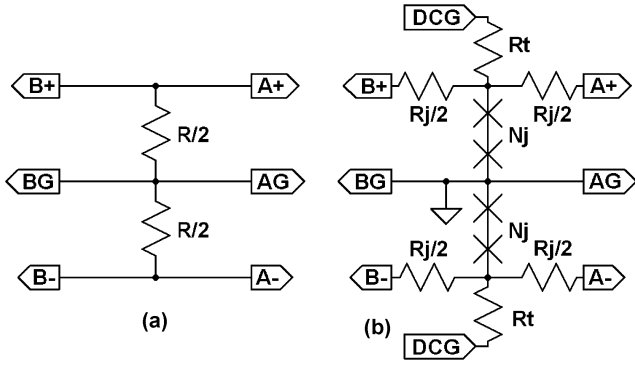 DCG
Rt
B+ A+ B+ A+
Rj/2 Rj/2
R/2 Nj
BG AG BG AG
R/2 Nj
Rj/2 Rj/2
B- A- B- A-
Rt
(a) (b)
DCG